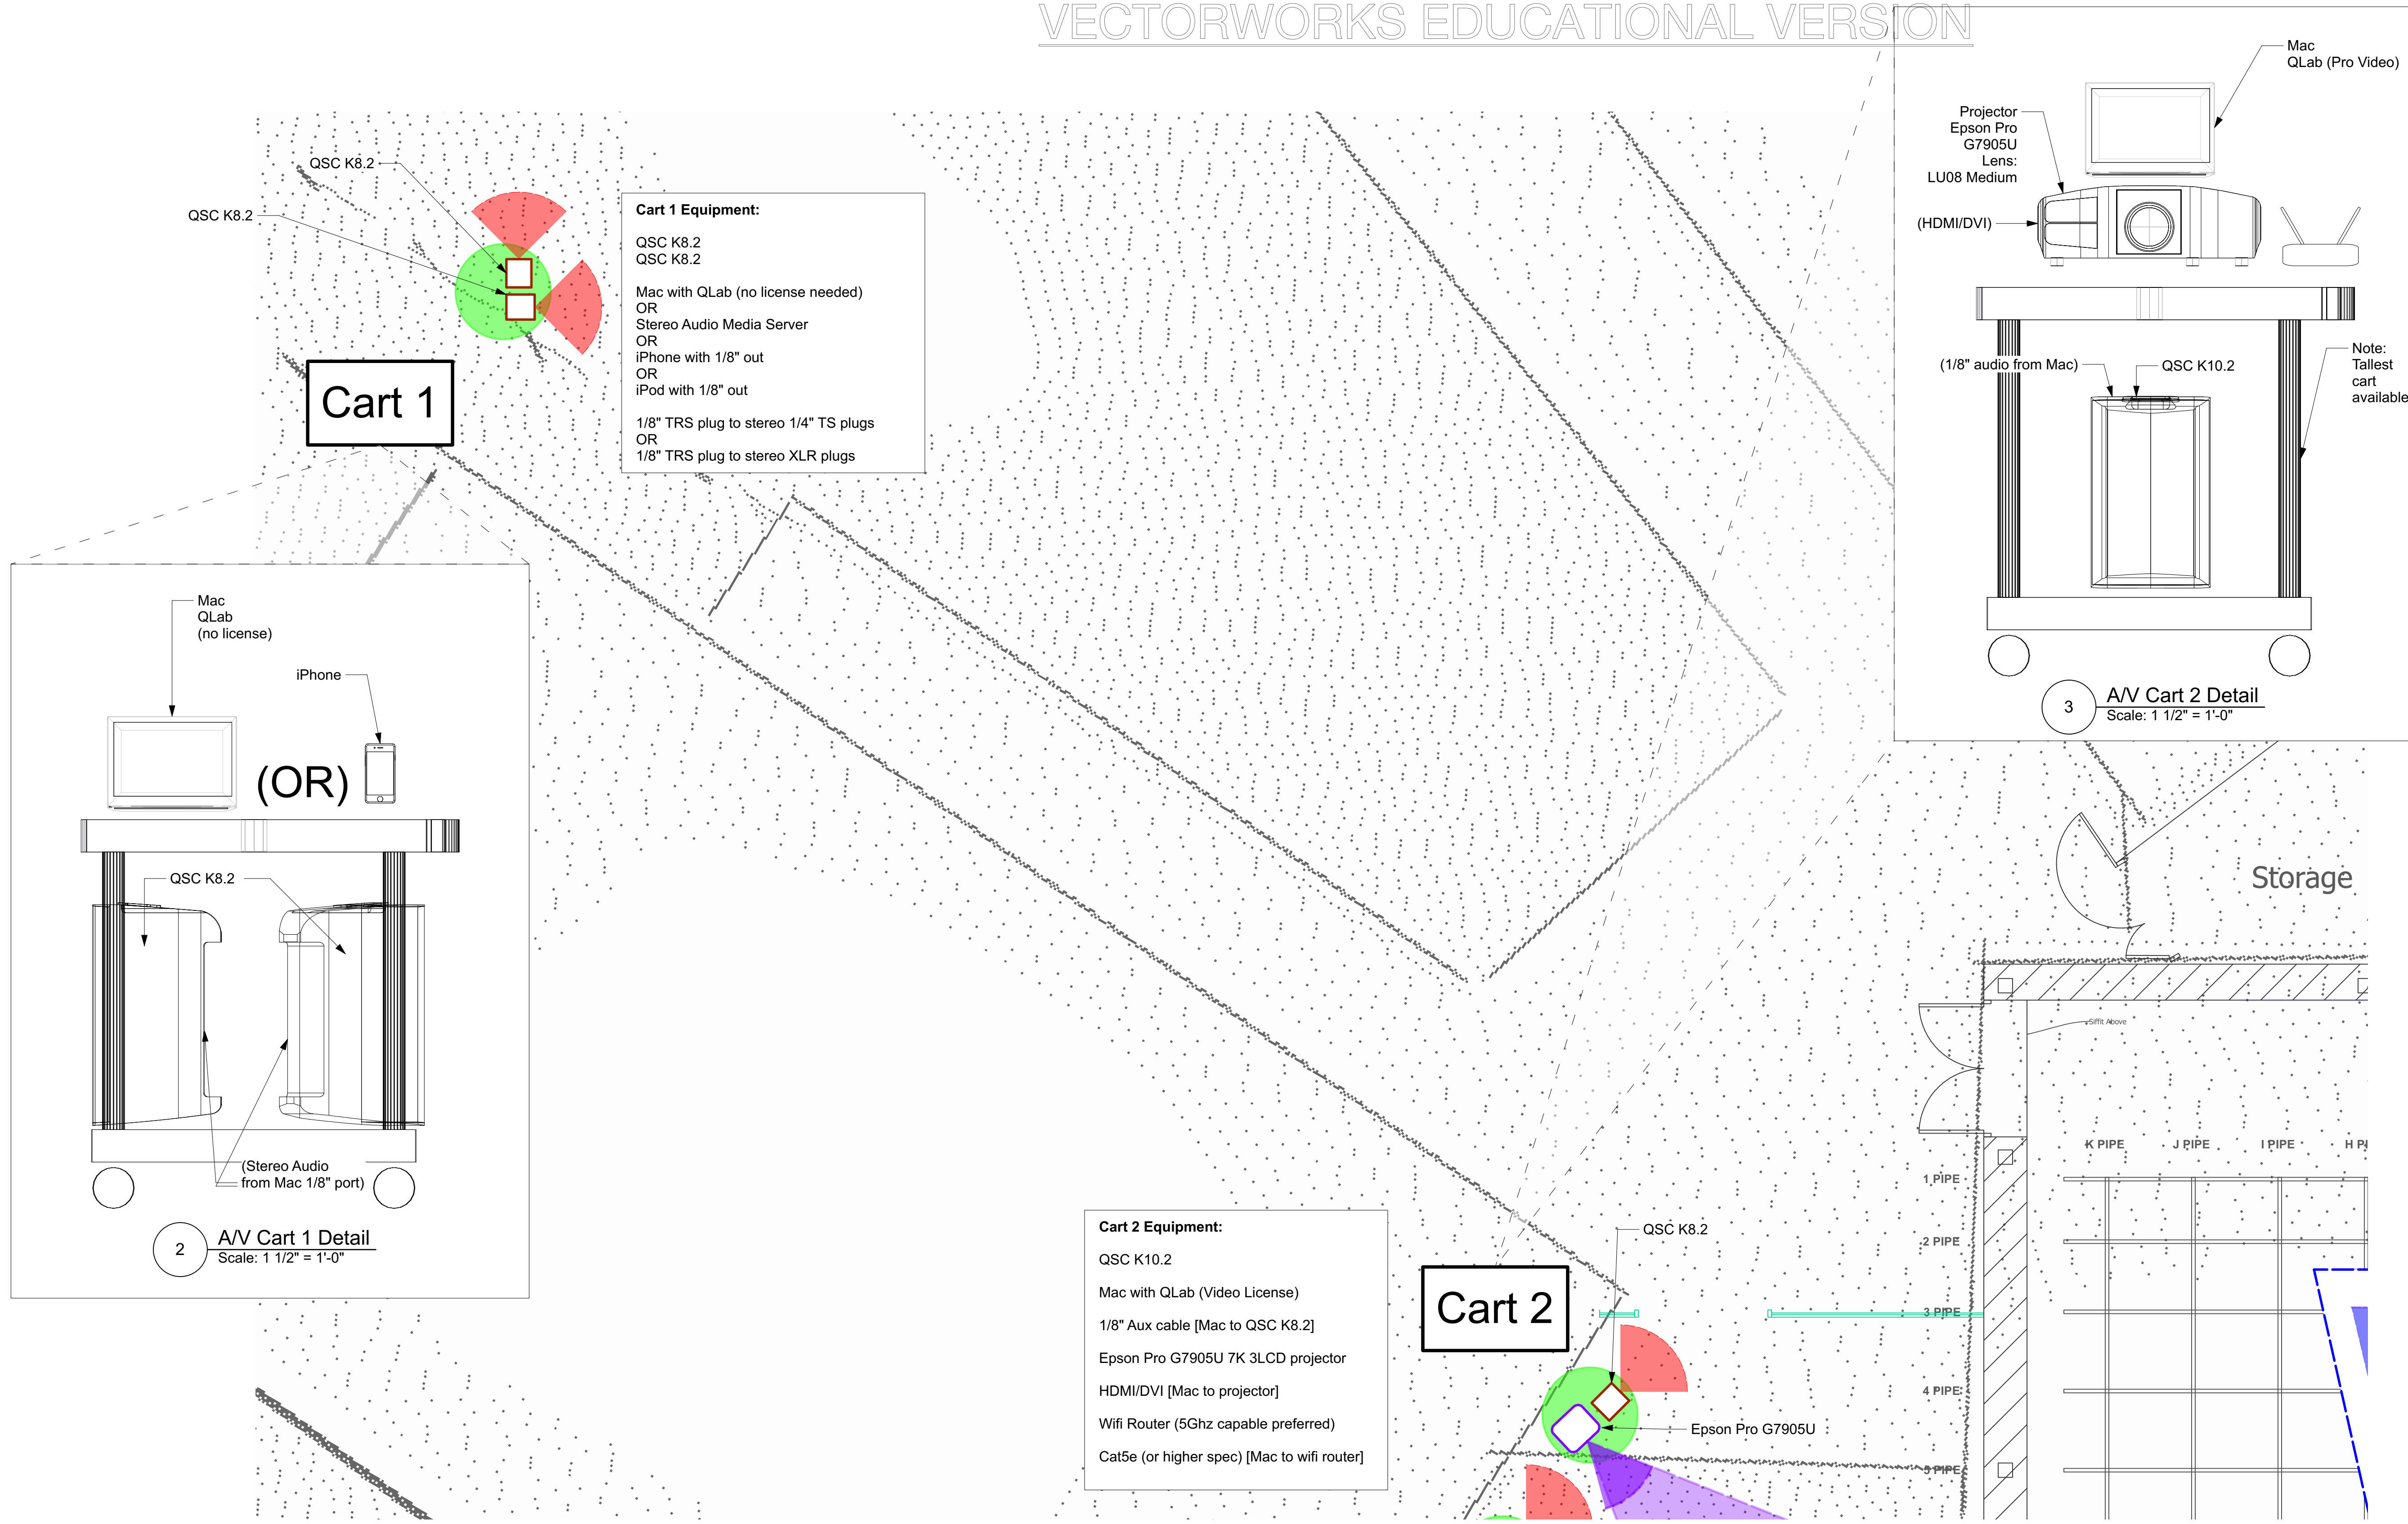 VECTORWORKS EDUCATIONAL VERSION
QSC K8.2
QSC K8.2
Cart 1
Cart 1 Equipment:
QSC K8.2
QSC K8.2
Mac with QLab (no license needed)
OR
Stereo Audio Media Server
OR
iPhone with 1/8" out
OR
iPod with 1/8" out
1/8" TRS plug to stereo 1/4" TS plugs
OR
1/8" TRS plug to stereo XLR plugs
Mac
QLab (Pro Video)
Projector
Epson Pro
G7905U
Lens:
LU08 Medium
(HDMI/DVI)
(1/8" audio from Mac)
QSC K10.2
Note:
Tallest
cart
available
3
A/V Cart 2 Detail
Scale: 1 1/2" = 1'-0"
Mac
QLab
(no license)
iPhone
(OR)
QSC K8.2
(Stereo Audio
from Mac 1/8" port)
2
A/V Cart 1 Detail
Scale: 1 1/2" = 1'-0"
Storage
Siffit Above
K PIPE
J PIPE
I PIPE
H PI
1 PIPE
2 PIPE
3 PIPE
4 PIPE
5 PIPE
Cart 2 Equipment:
QSC K10.2
Mac with QLab (Video License)
1/8" Aux cable [Mac to QSC K8.2]
Epson Pro G7905U 7K 3LCD projector
HDMI/DVI [Mac to projector]
Wifi Router (5Ghz capable preferred)
Cat5e (or higher spec) [Mac to wifi router]
Cart 2
QSC K8.2
Epson Pro G7905U